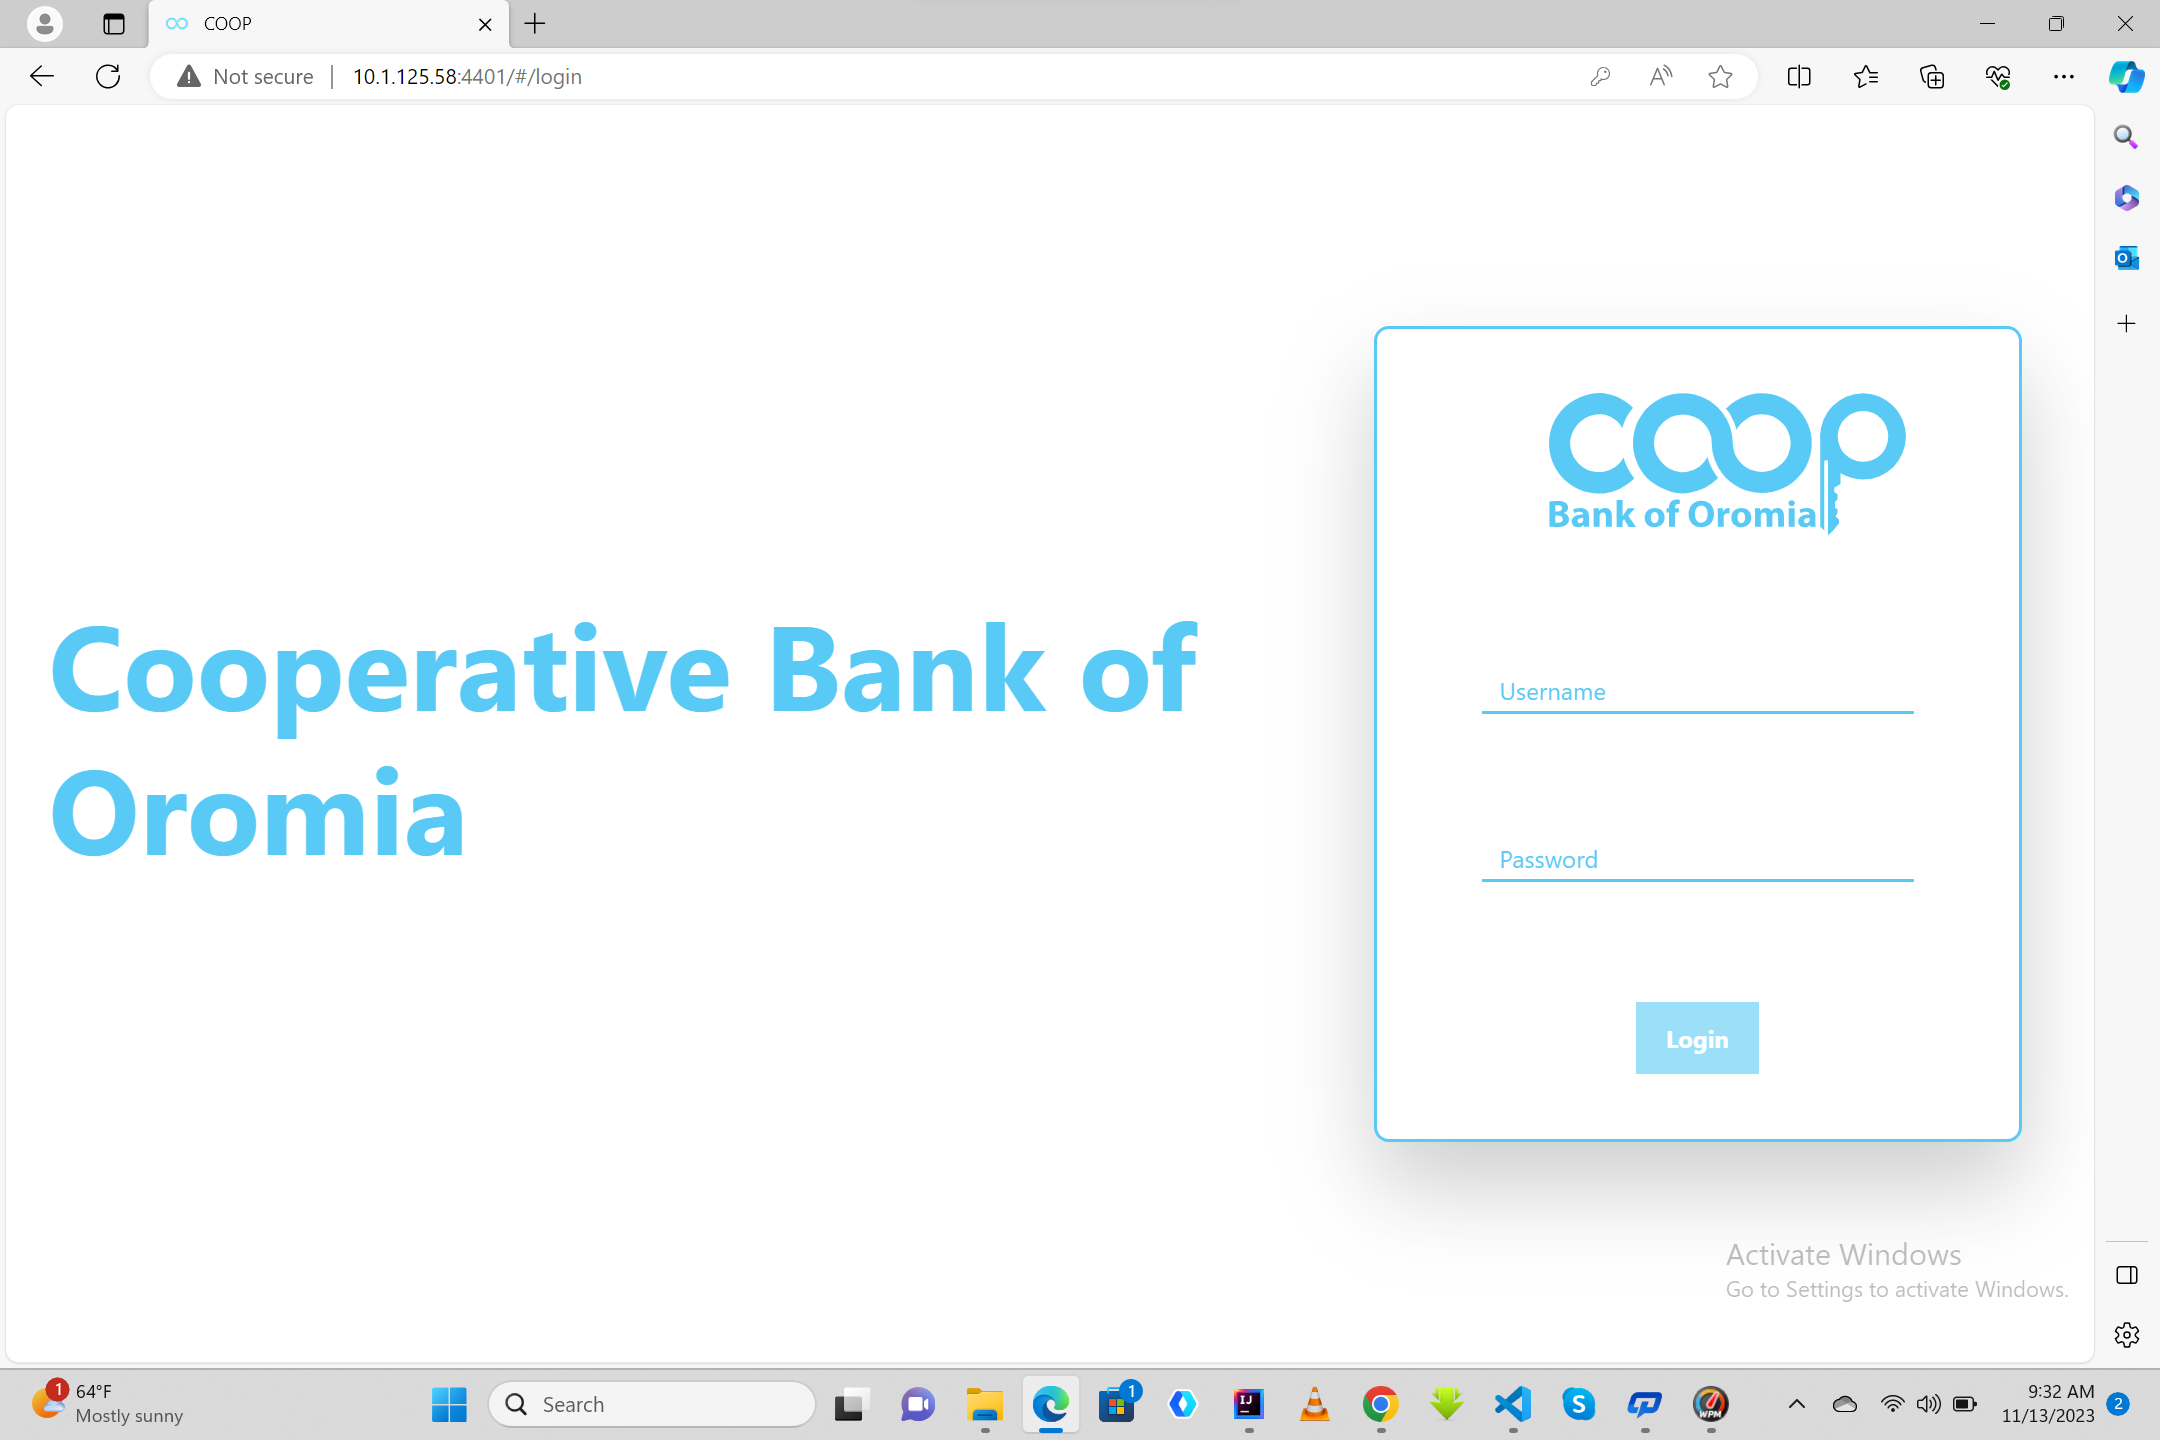 COOP
Not secure
10.1.125.58:4401/#/login
coop
Bank of Oromia
Cooperative Bank of
Oromia
Username
Password
Login
Activate Windows
Go to Settings to activate Windows.
1
64°F
Mostly sunny
Search
1
IJ
S
WPM
9:32 AM
11/13/2023
2